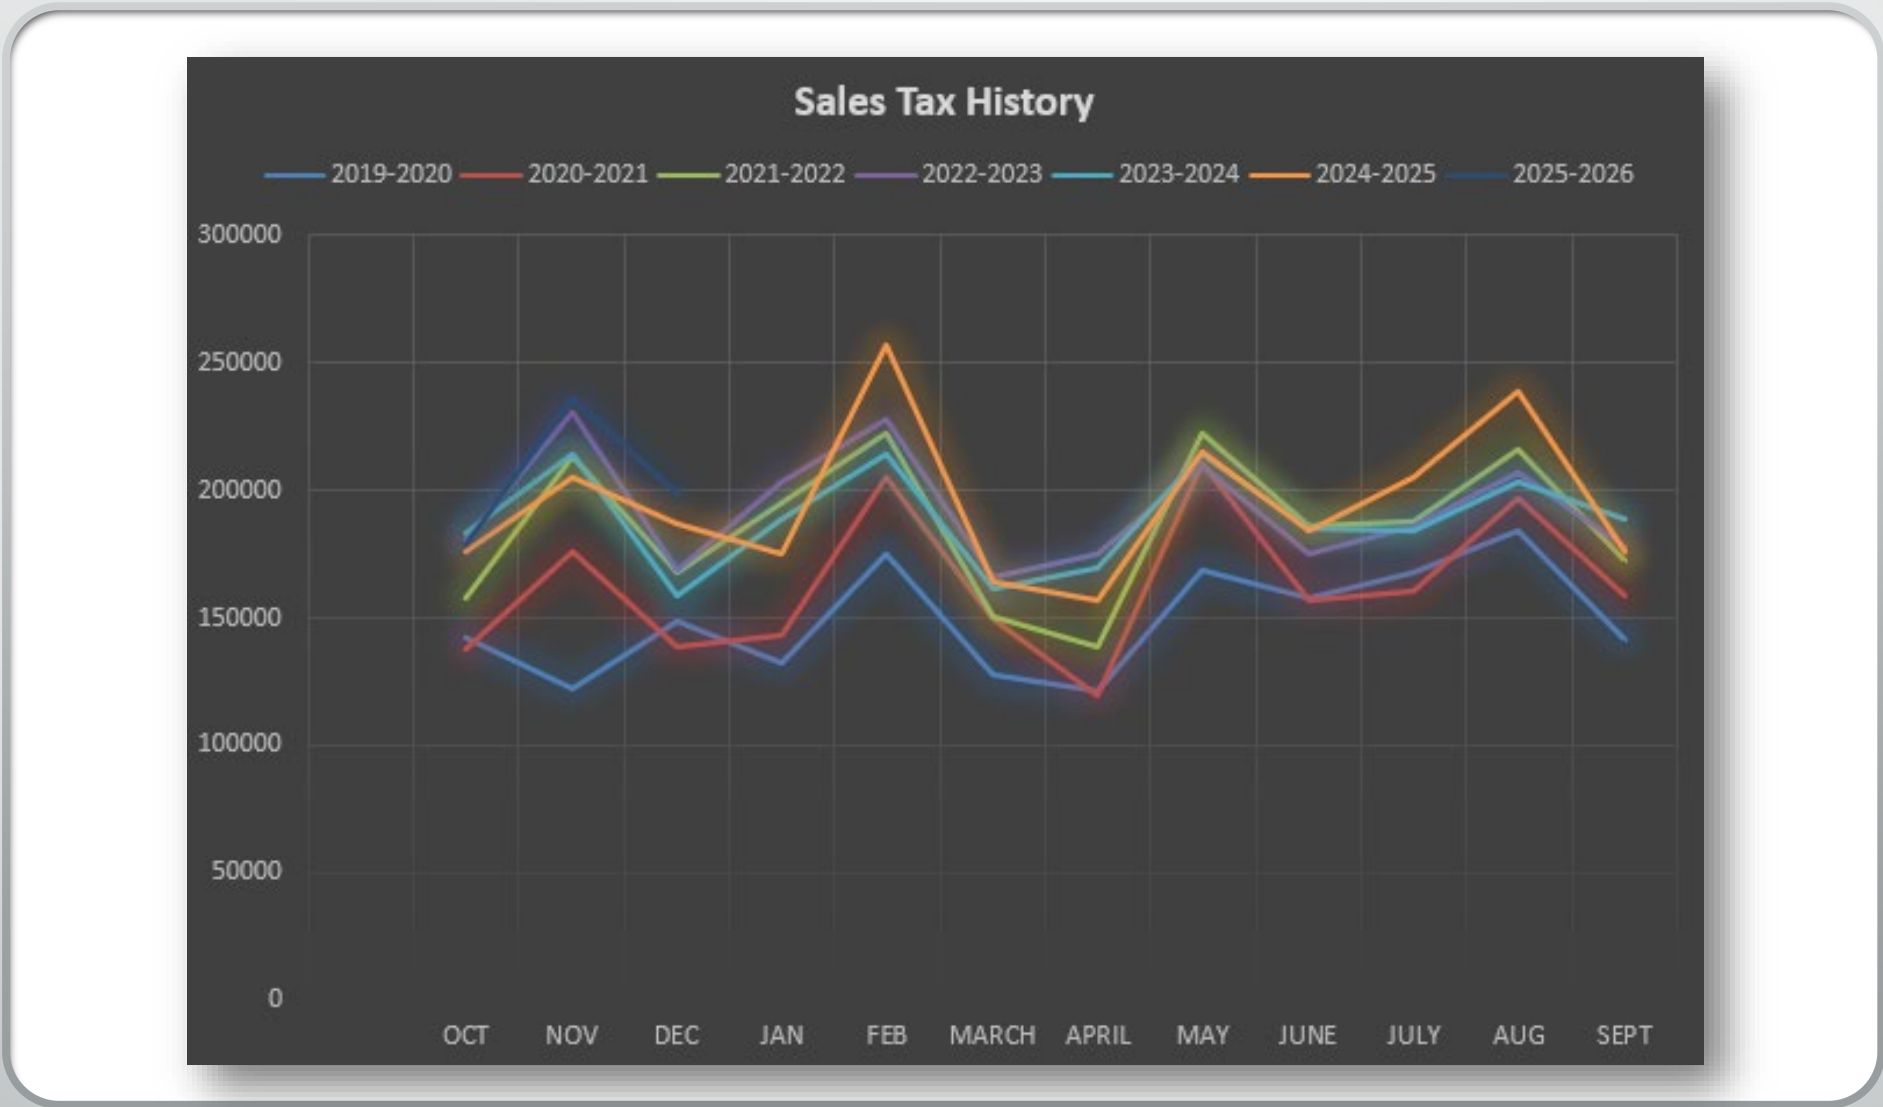 Sales Tax History
2019-2020 2020-2021 2021-2022 2022-2023 2023-2024 2024-2025 2025-2026
300000
250000
200000
150000
100000
50000
0
OCT NOV DEC JAN FEB MARCH APRIL MAY JUNE JULY AUG SEPT